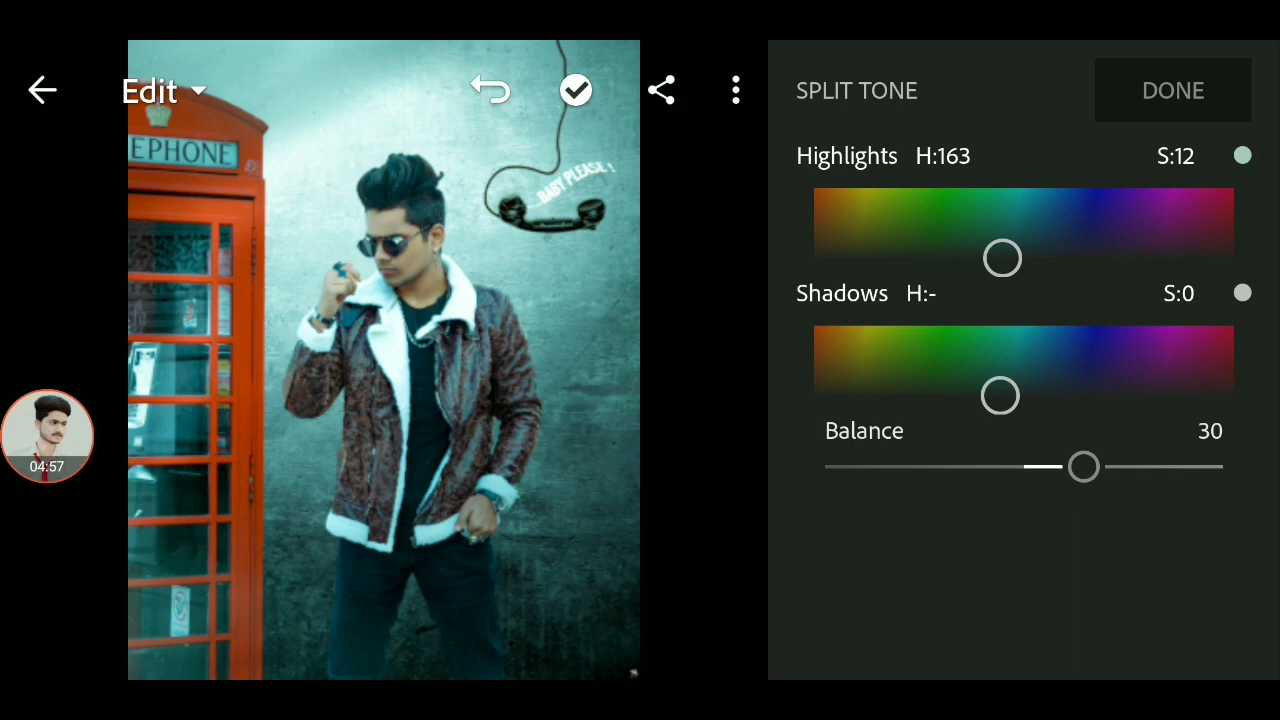 Edit
SPLIT TONE
DONE
EPHONE
...BABY PLEASE !
Highlights H:163 S:12
Shadows H:- S:0
Balance 30
04:57